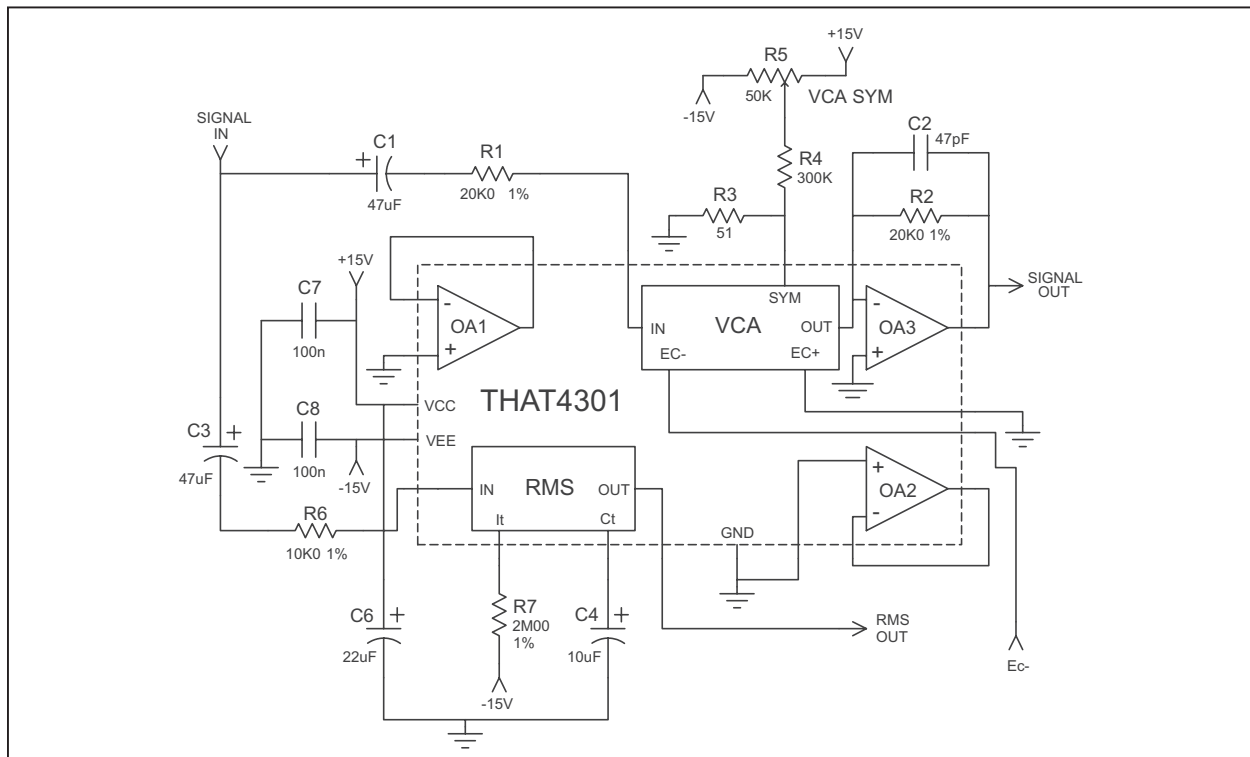 +15V
R5
50K
VCA SYM
-15V
SIGNAL
IN
C1
+
47uF
R1
20K0 1%
R4
300K
R3
51
C2
47pF
R2
20K0 1%
SIGNAL
OUT
+15V
C7
100n
C8
100n
-15V
-
OA1
+
SYM
IN
VCA
OUT
EC-
EC+
-
OA3
+
THAT4301
VCC
VEE
C3
+
47uF
R6
10K0 1%
IN
RMS
OUT
It
Ct
GND
+
OA2
-
C6
+
22uF
R7
2M00
1%
-15V
C4
+
10uF
RMS
OUT
Ec-